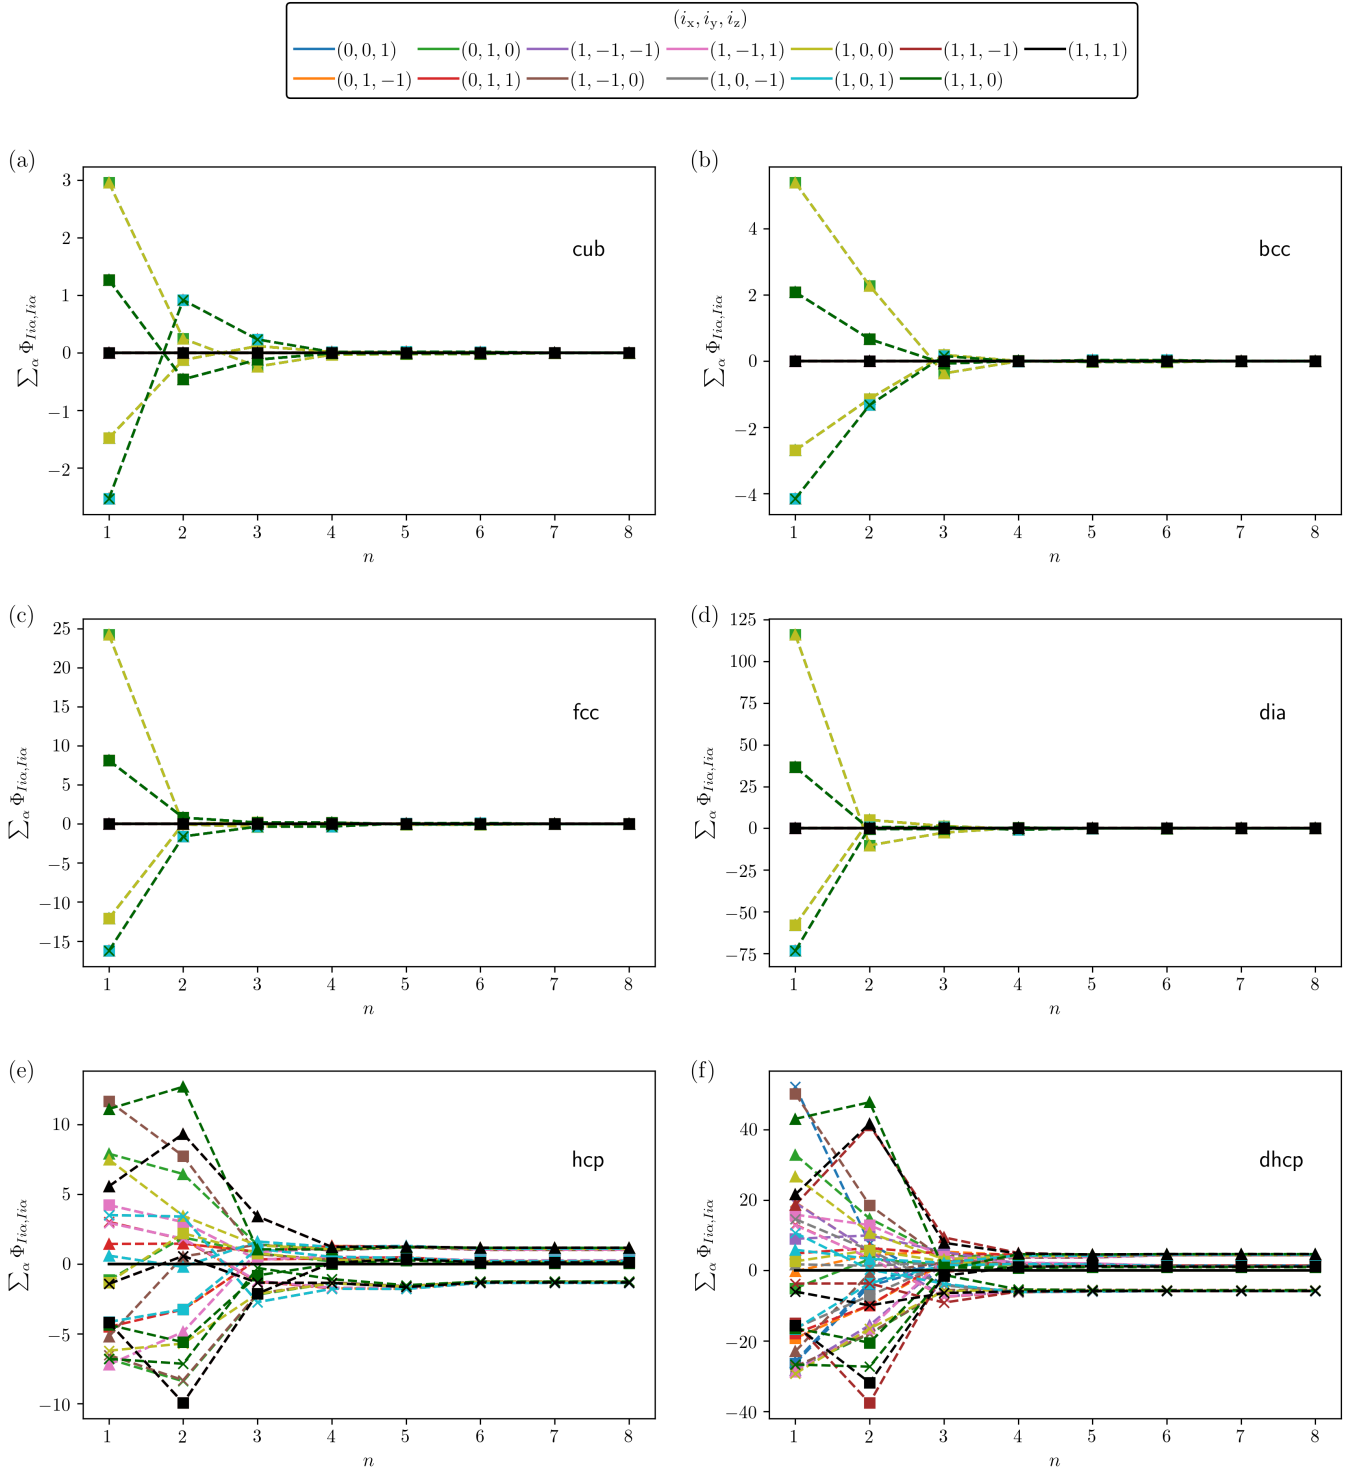 (i_x, i_y, i_z)
(0, 0, 1) (0, 1, 0) (1, −1, −1) (1, −1, 1) (1, 0, 0) (1, 1, −1) (1, 1, 1)
(0, 1, −1) (0, 1, 1) (1, −1, 0) (1, 0, −1) (1, 0, 1) (1, 1, 0)
(a)
3
2
1
0
−1
−2
∑_α Φ_{Iiα,Iiα}
cub
1 2 3 4 5 6 7 8
n
(b)
4
2
0
−2
−4
∑_α Φ_{Iiα,Iiα}
bcc
1 2 3 4 5 6 7 8
n
(c)
25
20
15
10
5
0
−5
−10
−15
∑_α Φ_{Iiα,Iiα}
fcc
1 2 3 4 5 6 7 8
n
(d)
125
100
75
50
25
0
−25
−50
−75
∑_α Φ_{Iiα,Iiα}
dia
1 2 3 4 5 6 7 8
n
(e)
10
5
0
−5
−10
∑_α Φ_{Iiα,Iiα}
hcp
1 2 3 4 5 6 7 8
n
(f)
40
20
0
−20
−40
∑_α Φ_{Iiα,Iiα}
dhcp
1 2 3 4 5 6 7 8
n